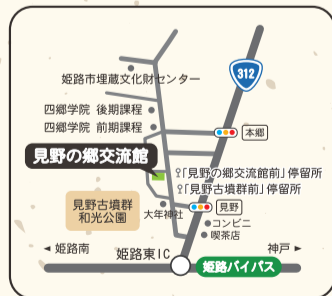 姫路市埋蔵文化財センター
312
四郷学院 後期課程
四郷学院 前期課程
本郷
見野の郷交流館
「見野の郷交流館前」停留所
「見野古墳群前」停留所
見野古墳群
和光公園
大年神社
見野
コンビニ
喫茶店
姫路南
姫路東IC
神戸
姫路バイパス